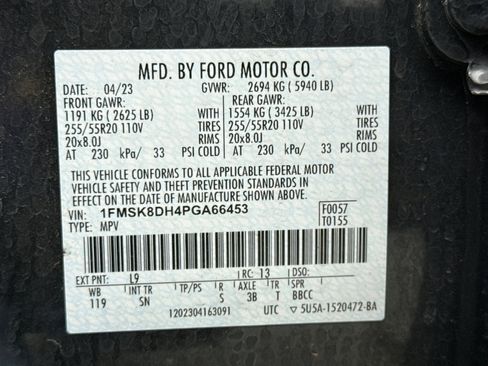 MFD. BY FORD MOTOR CO.
DATE: 04/23 GVWR: 2694 KG ( 5940 LB)
FRONT GAWR: REAR GAWR:
1191 KG ( 2625 LB) 1554 KG ( 3425 LB)
255/55R20 110V TIRES 255/55R20 110V TIRES
20x8.0J RIMS 20x8.0J RIMS
AT 230 kPa/ 33 PSI COLD AT 230 kPa/ 33 PSI COLD
THIS VEHICLE CONFORMS TO ALL APPLICABLE FEDERAL MOTOR
VEHICLE SAFETY AND BUMPER STANDARDS IN EFFECT ON THE DATE OF
MANUFACTURE SHOWN ABOVE.
VIN: 1FMSK8DH4PGA66453 F0057
TYPE: MPV T0155
EXT PNT: L9 RC: 13 DSO:
WB INT TR TP/PS R AXLE TR SPR
119 SN S 3B T BBCC
1202304163091 UTC ▽ 5U5A-1520472-BA